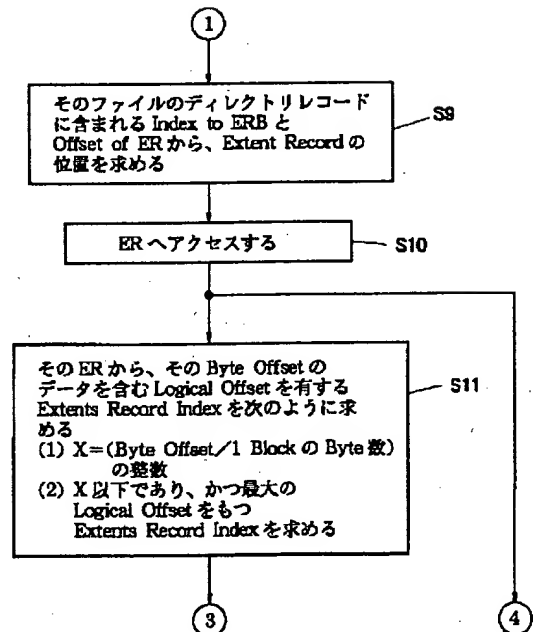 1
そのファイルのディレクトリレコード
に含まれる Index to ERB と
Offset of ER から、Extent Record の
位置を求める
S9
ER へアクセスする
S10
その ER から、その Byte Offset の
データを含む Logical Offset を有する
Extents Record Index を次のように求
める
(1) X=(Byte Offset/1 Block の Byte 数)
の整数
(2) X 以下であり、かつ最大の
Logical Offset をもつ
Extents Record Index を求める
S11
3
4